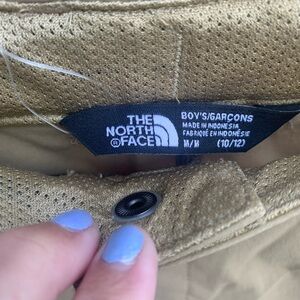 THE
NORTH
FACE
BOY'S/GARÇONS
MADE IN INDONESIA
FABRIQUÉ EN INDONÉSIE
M/M (10/12)